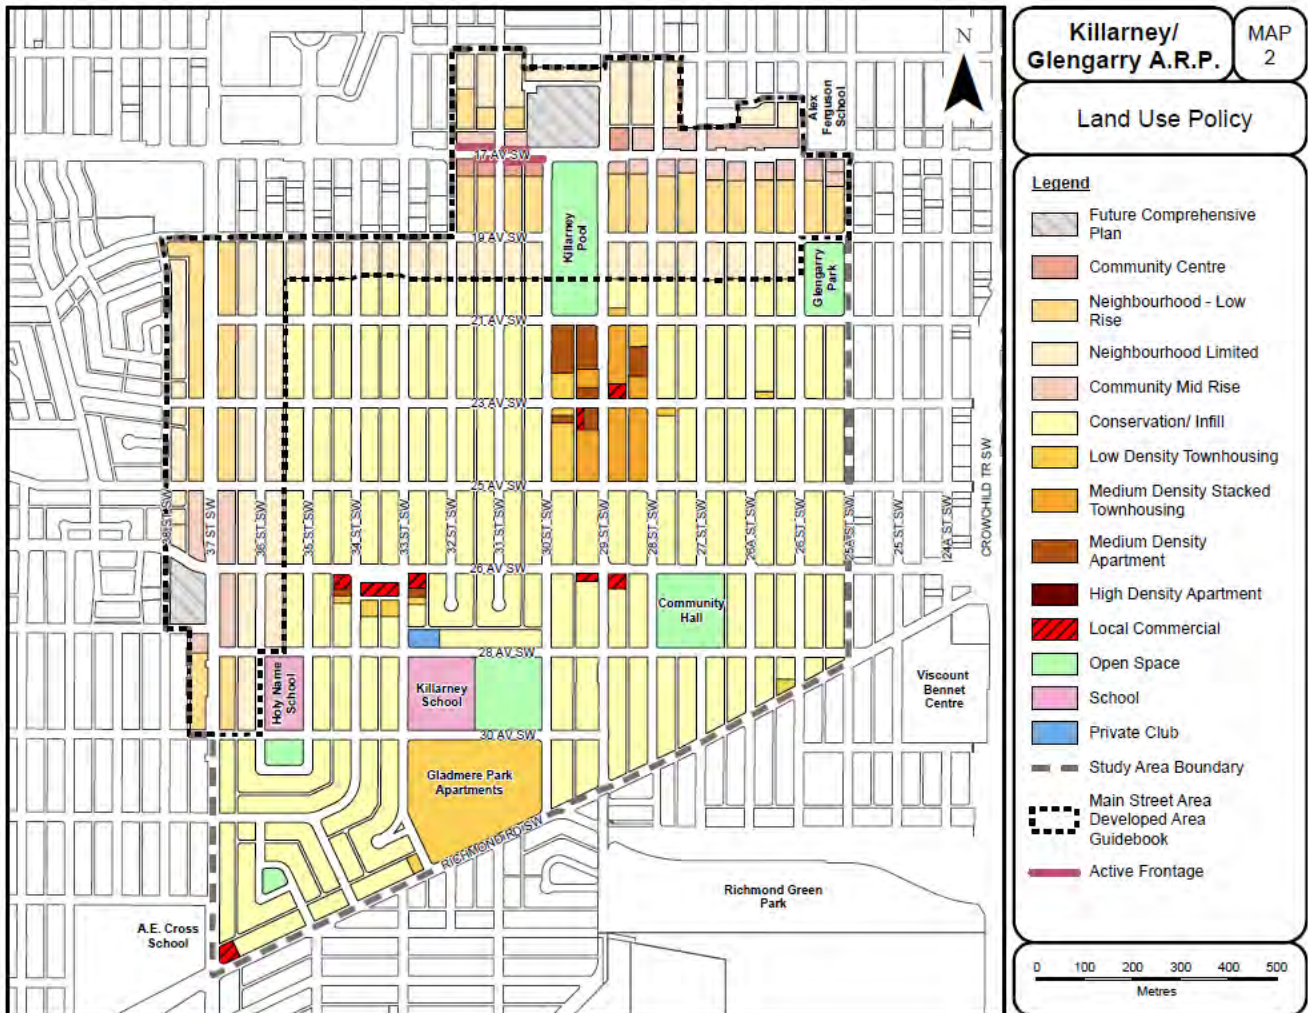 Killarney/
Glengarry A.R.P.
MAP
2
Land Use Policy
Legend
Future Comprehensive
Plan
Community Centre
Neighbourhood - Low
Rise
Neighbourhood Limited
Community Mid Rise
Conservation/ Infill
Low Density Townhousing
Medium Density Stacked
Townhousing
Medium Density
Apartment
High Density Apartment
Local Commercial
Open Space
School
Private Club
Study Area Boundary
Main Street Area
Developed Area
Guidebook
Active Frontage
0 100 200 300 400 500
Metres
N
Alex
Ferguson
School
17 AV SW
19 AV SW
Killarney
Pool
Glengarry
Park
21 AV SW
23 AV SW
25 AV SW
38 ST SW
37 ST SW
36 ST SW
35 ST SW
34 ST SW
33 ST SW
32 ST SW
31 ST SW
30 ST SW
29 ST SW
28 ST SW
27 ST SW
26A ST SW
26 ST SW
25A ST SW
25 ST SW
24A ST SW
CROWCHILD TR SW
26 AV SW
Community
Hall
28 AV SW
Holy Name
School
Killarney
School
Viscount
Bennet
Centre
30 AV SW
Gladmere Park
Apartments
RICHMOND RD SW
Richmond Green
Park
A.E. Cross
School